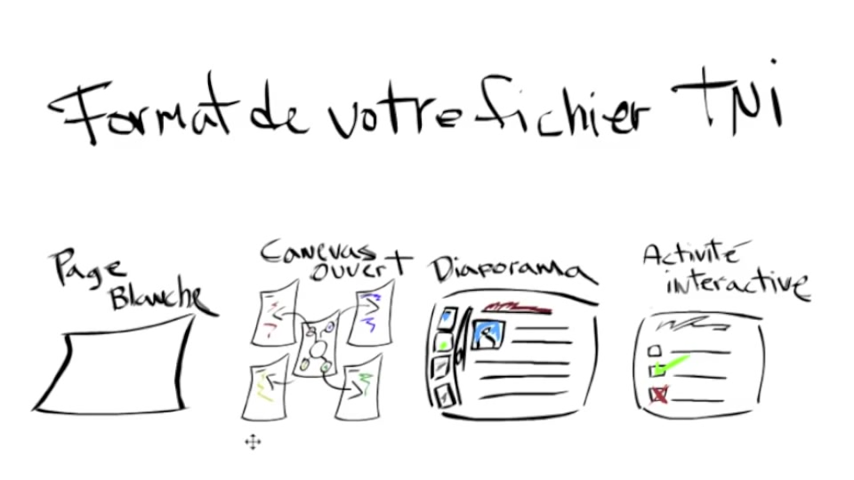 Format de votre fichier TNi
Page
Blanche
Canevas
ouvert
Diaporama
Activité
interactive